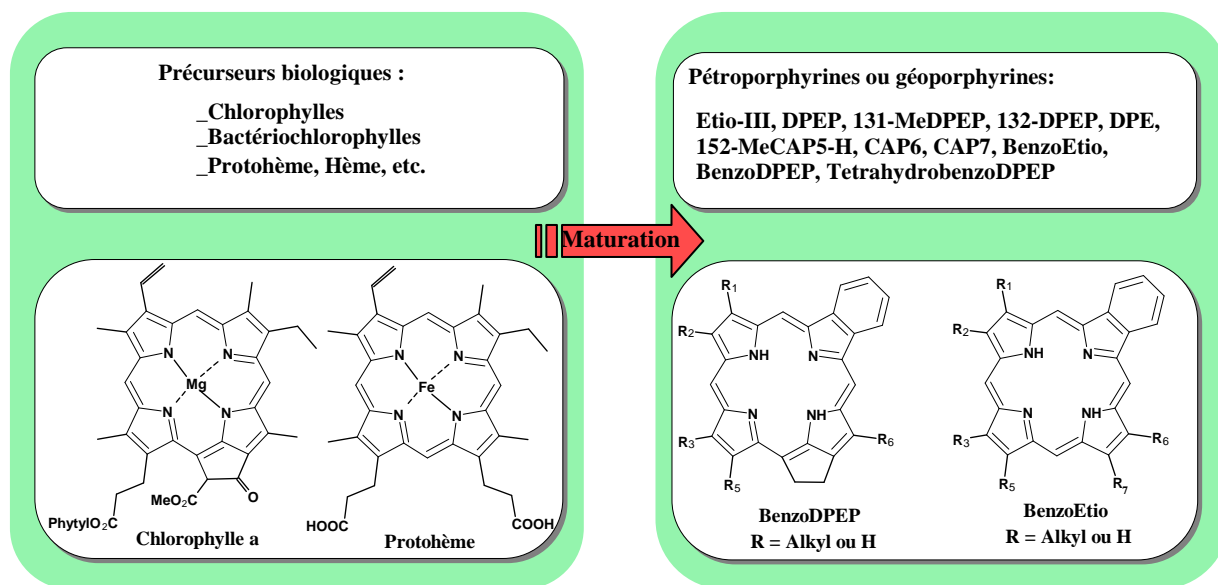 Précurseurs biologiques :
_Chlorophylles
_Bactériochlorophylles
_Protohème, Hème, etc.
Maturation
Pétroporphyrines ou géoporphyrines:
Etio-III, DPEP, 131-MeDPEP, 132-DPEP, DPE,
152-MeCAP5-H, CAP6, CAP7, BenzoEtio,
BenzoDPEP, TetrahydrobenzoDPEP
N
N
Mg
N
N
MeO2C
O
PhytylO2C
Chlorophylle a
N
N
Fe
N
N
HOOC
COOH
Protohème
R1
R2
NH
N
N
NH
R3
R6
R5
BenzoDPEP
R = Alkyl ou H
R1
R2
NH
N
N
NH
R3
R6
R5
R7
BenzoEtio
R = Alkyl ou H